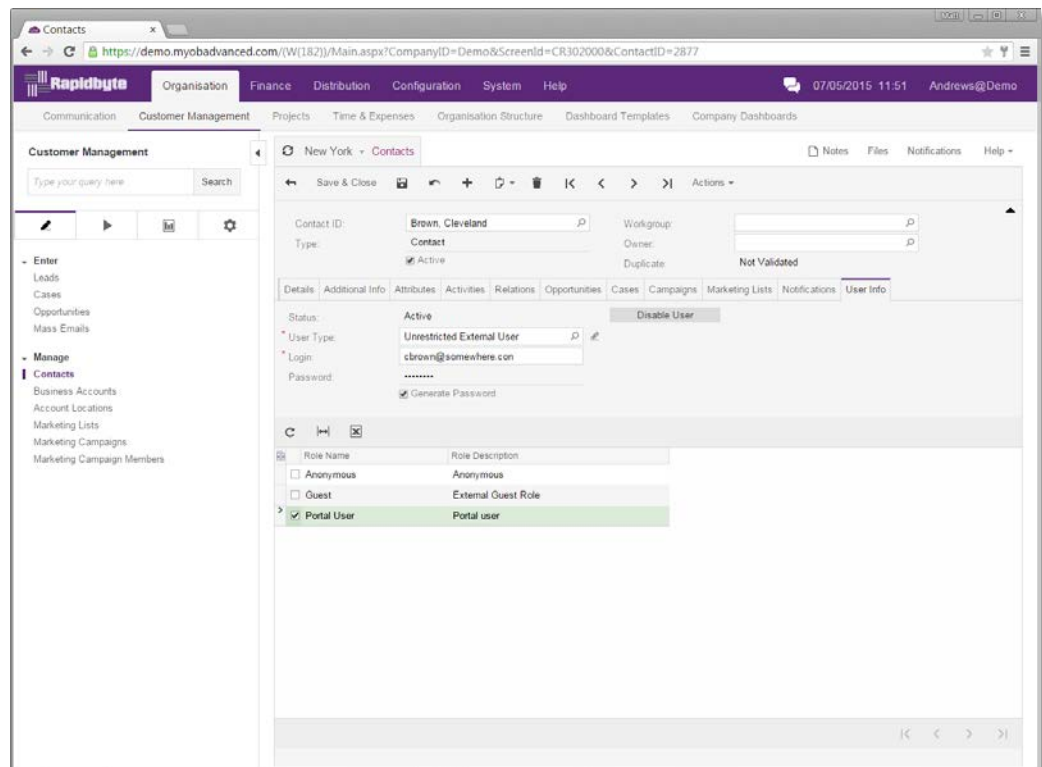 Matt
Contacts
https://demo.myobadvanced.com/(W(182))/Main.aspx?CompanyID=Demo&ScreenId=CR302000&ContactID=2877
Rapidbyte Organisation Finance Distribution Configuration System Help 07/05/2015 11:51 Andrews@Demo
Communication Customer Management Projects Time & Expenses Organisation Structure Dashboard Templates Company Dashboards
Customer Management New York Contacts Notes Files Notifications Help
Type your query here Search Save & Close Actions
Contact ID: Brown, Cleveland Workgroup:
Type: Contact Owner:
Active Duplicate Not Validated
Enter
Leads
Cases
Opportunities
Mass Emails
Manage
Contacts
Business Accounts
Account Locations
Marketing Lists
Marketing Campaigns
Marketing Campaign Members
Details Additional Info Attributes Activities Relations Opportunities Cases Campaigns Marketing Lists Notifications User Info
Status: Active Disable User
* User Type: Unrestricted External User
* Login: cbrown@somewhere.con
Password: ••••••••
Generate Password
Role Name Role Description
Anonymous Anonymous
Guest External Guest Role
Portal User Portal user